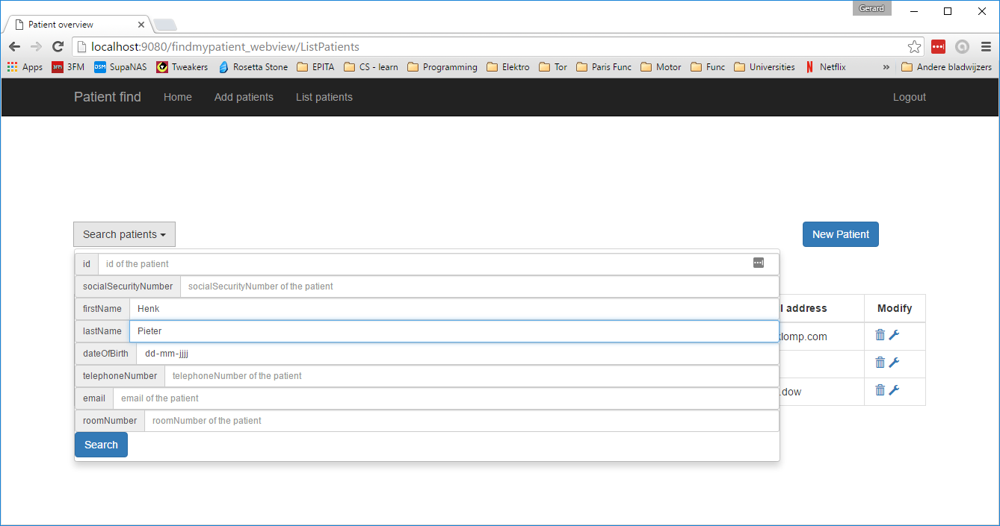 Gerard
Patient overview
localhost:9080/findmypatient_webview/ListPatients
Apps 3FM SupaNAS Tweakers Rosetta Stone EPITA CS - learn Programming Elektro Tor Paris Func Motor Func Universities Netflix » Andere bladwijzers
Patient find Home Add patients List patients Logout
Search patients New Patient
id id of the patient
socialSecurityNumber socialSecurityNumber of the patient
firstName Henk
l address Modify
lastName Pieter
klomp.com
dateOfBirth dd-mm-jjjj
telephoneNumber telephoneNumber of the patient
email email of the patient
.dow
roomNumber roomNumber of the patient
Search